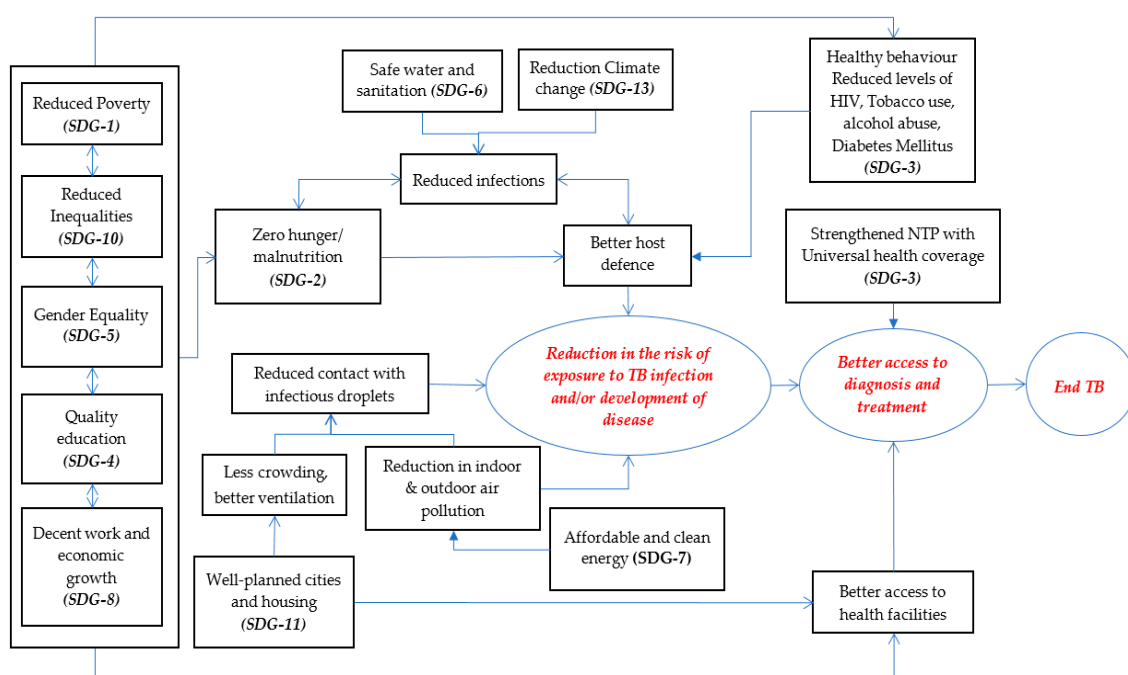 Reduced Poverty
(SDG-1)
Reduced
Inequalities
(SDG-10)
Gender Equality
(SDG-5)
Quality
education
(SDG-4)
Decent work and
economic
growth
(SDG-8)
Safe water and
sanitation (SDG-6)
Reduction Climate
change (SDG-13)
Reduced infections
Zero hunger/
malnutrition
(SDG-2)
Better host
defence
Healthy behaviour
Reduced levels of
HIV, Tobacco use,
alcohol abuse,
Diabetes Mellitus
(SDG-3)
Strengthened NTP with
Universal health coverage
(SDG-3)
Reduced contact with
infectious droplets
Reduction in the risk of
exposure to TB infection
and/or development of
disease
Better access to
diagnosis and
treatment
End TB
Less crowding,
better ventilation
Reduction in indoor
& outdoor air
pollution
Affordable and clean
energy (SDG-7)
Well-planned cities
and housing
(SDG-11)
Better access to
health facilities